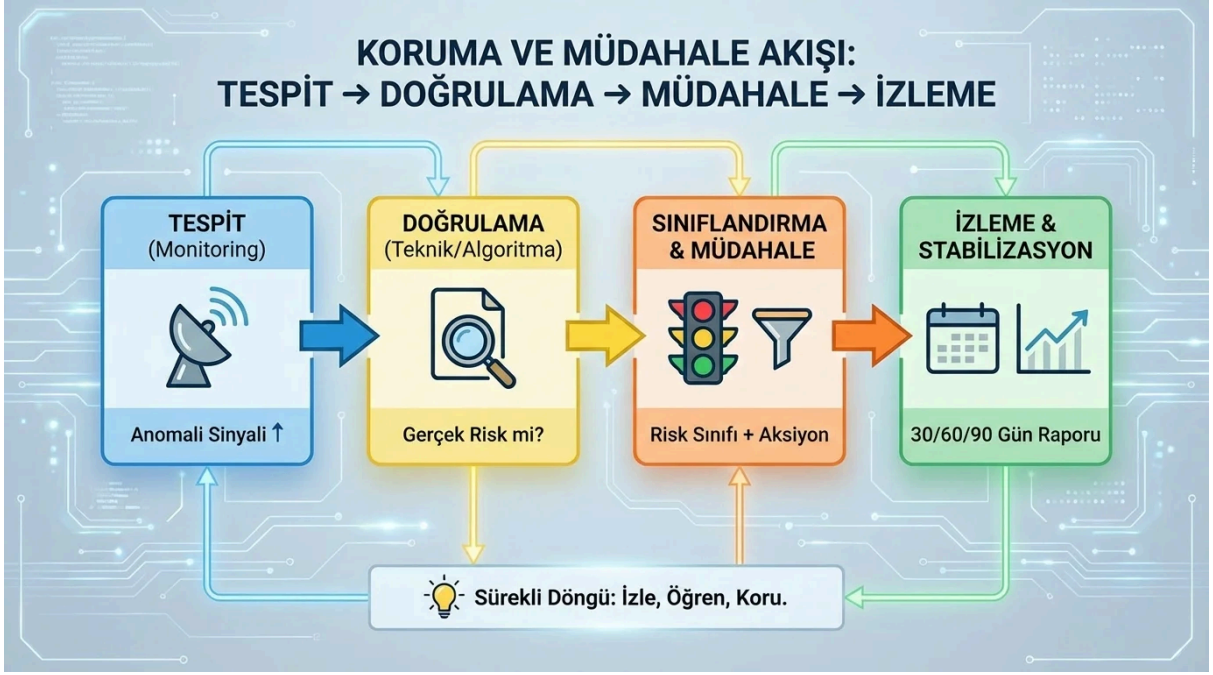 KORUMA VE MÜDAHALE AKIŞI:
TESPİT → DOĞRULAMA → MÜDAHALE → İZLEME
TESPİT
(Monitoring)
Anomali Sinyali ↑
DOĞRULAMA
(Teknik/Algoritma)
Gerçek Risk mi?
SINIFLANDIRMA
& MÜDAHALE
Risk Sınıfı + Aksiyon
İZLEME &
STABİLİZASYON
30/60/90 Gün Raporu
Sürekli Döngü: İzle, Öğren, Koru.